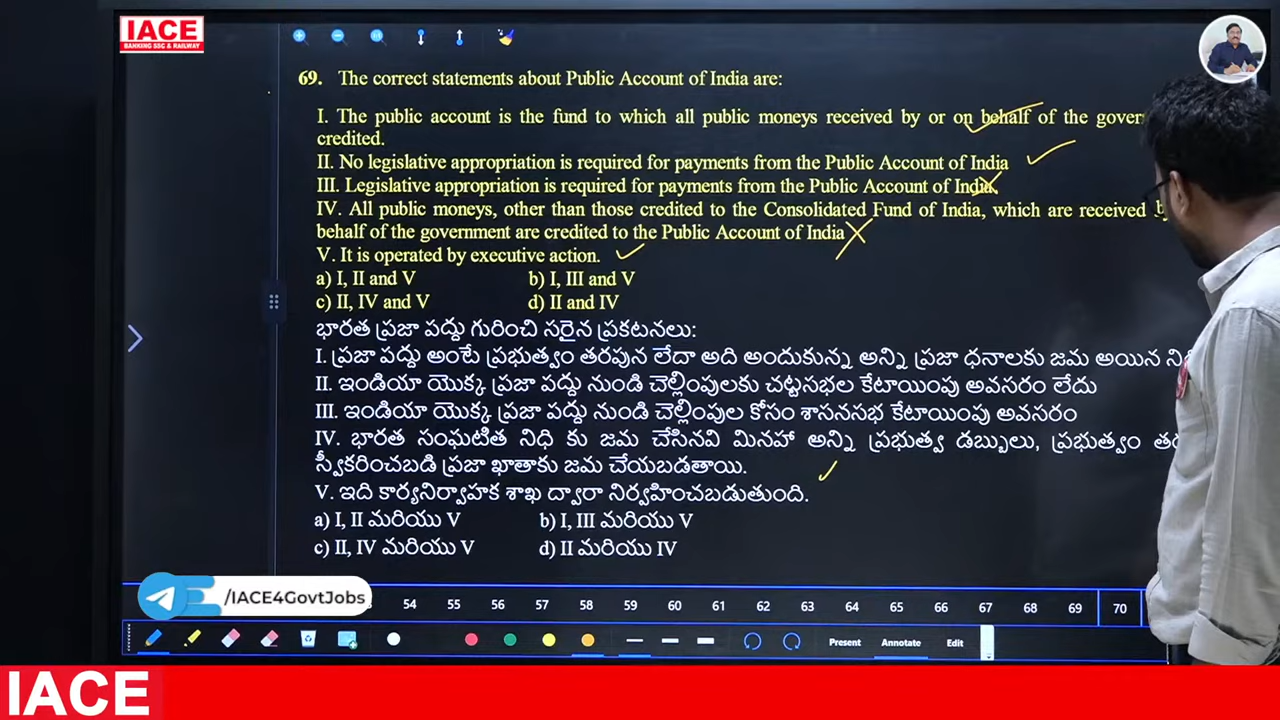 IACE
BANKING SSC & RAILWAY
69. The correct statements about Public Account of India are:
I. The public account is the fund to which all public moneys received by or on behalf of the gover
credited.
II. No legislative appropriation is required for payments from the Public Account of India
III. Legislative appropriation is required for payments from the Public Account of India.
IV. All public moneys, other than those credited to the Consolidated Fund of India, which are received
behalf of the government are credited to the Public Account of India
V. It is operated by executive action.
a) I, II and V b) I, III and V
c) II, IV and V d) II and IV
భారత ప్రజా పద్దు గురించి సరైన ప్రకటనలు:
I. ప్రజా పద్దు అంటే ప్రభుత్వం తరపున లేదా అది అందుకున్న అన్ని ప్రజా ధనాలకు జమ అయిన ని
II. ఇండియా యొక్క ప్రజా పద్దు నుండి చెల్లింపులకు చట్టసభల కేటాయింపు అవసరం లేదు
III. ఇండియా యొక్క ప్రజా పద్దు నుండి చెల్లింపుల కోసం శాసనసభ కేటాయింపు అవసరం
IV. భారత సంఘటిత నిధి కు జమ చేసినవి మినహా అన్ని ప్రభుత్వ డబ్బులు, ప్రభుత్వం
స్వీకరించబడి ప్రజా ఖాతాకు జమ చేయబడతాయి.
V. ఇది కార్యనిర్వాహక శాఖ ద్వారా నిర్వహించబడుతుంది.
a) I, II మరియు V b) I, III మరియు V
c) II, IV మరియు V d) II మరియు IV
/IACE4GovtJobs
54 55 56 57 58 59 60 61 62 63 64 65 66 67 68 69 70
Present Annotate Edit
IACE